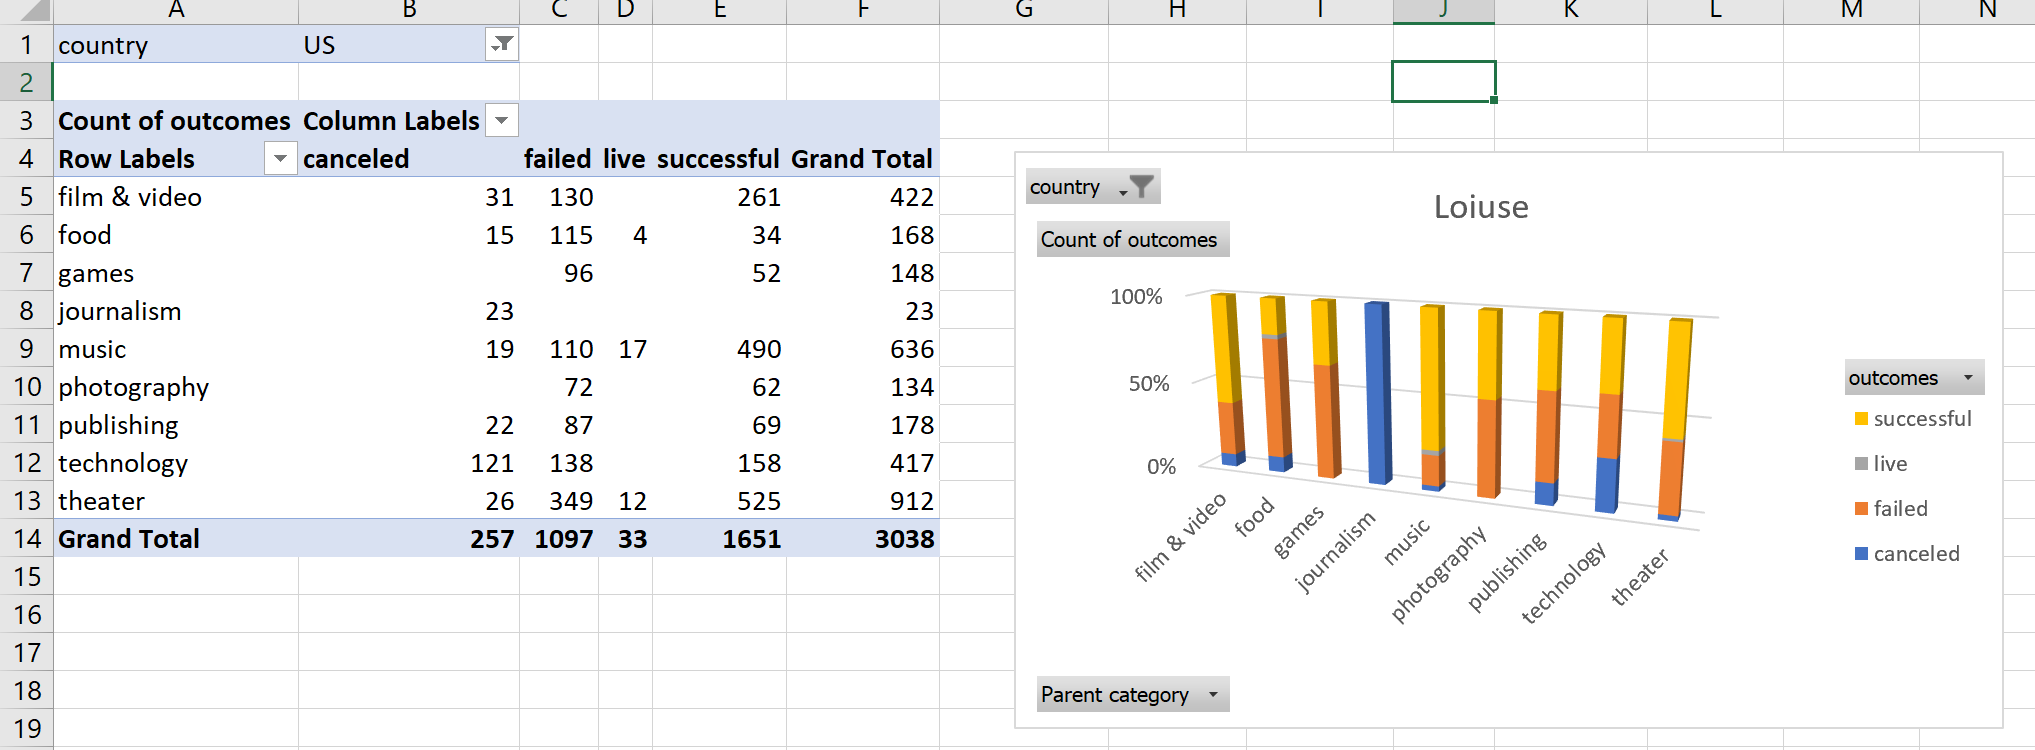 A B C D E F G H I J K L M N
1 country US
2
3 Count of outcomes Column Labels
4 Row Labels canceled failed live successful Grand Total
5 film & video 31 130 261 422
6 food 15 115 4 34 168
7 games 96 52 148
8 journalism 23 23
9 music 19 110 17 490 636
10 photography 72 62 134
11 publishing 22 87 69 178
12 technology 121 138 158 417
13 theater 26 349 12 525 912
14 Grand Total 257 1097 33 1651 3038
15
16
17
18
19
country
Loiuse
Count of outcomes
100%
50%
0%
film & video
food
games
journalism
music
photography
publishing
technology
theater
outcomes
successful
live
failed
canceled
Parent category